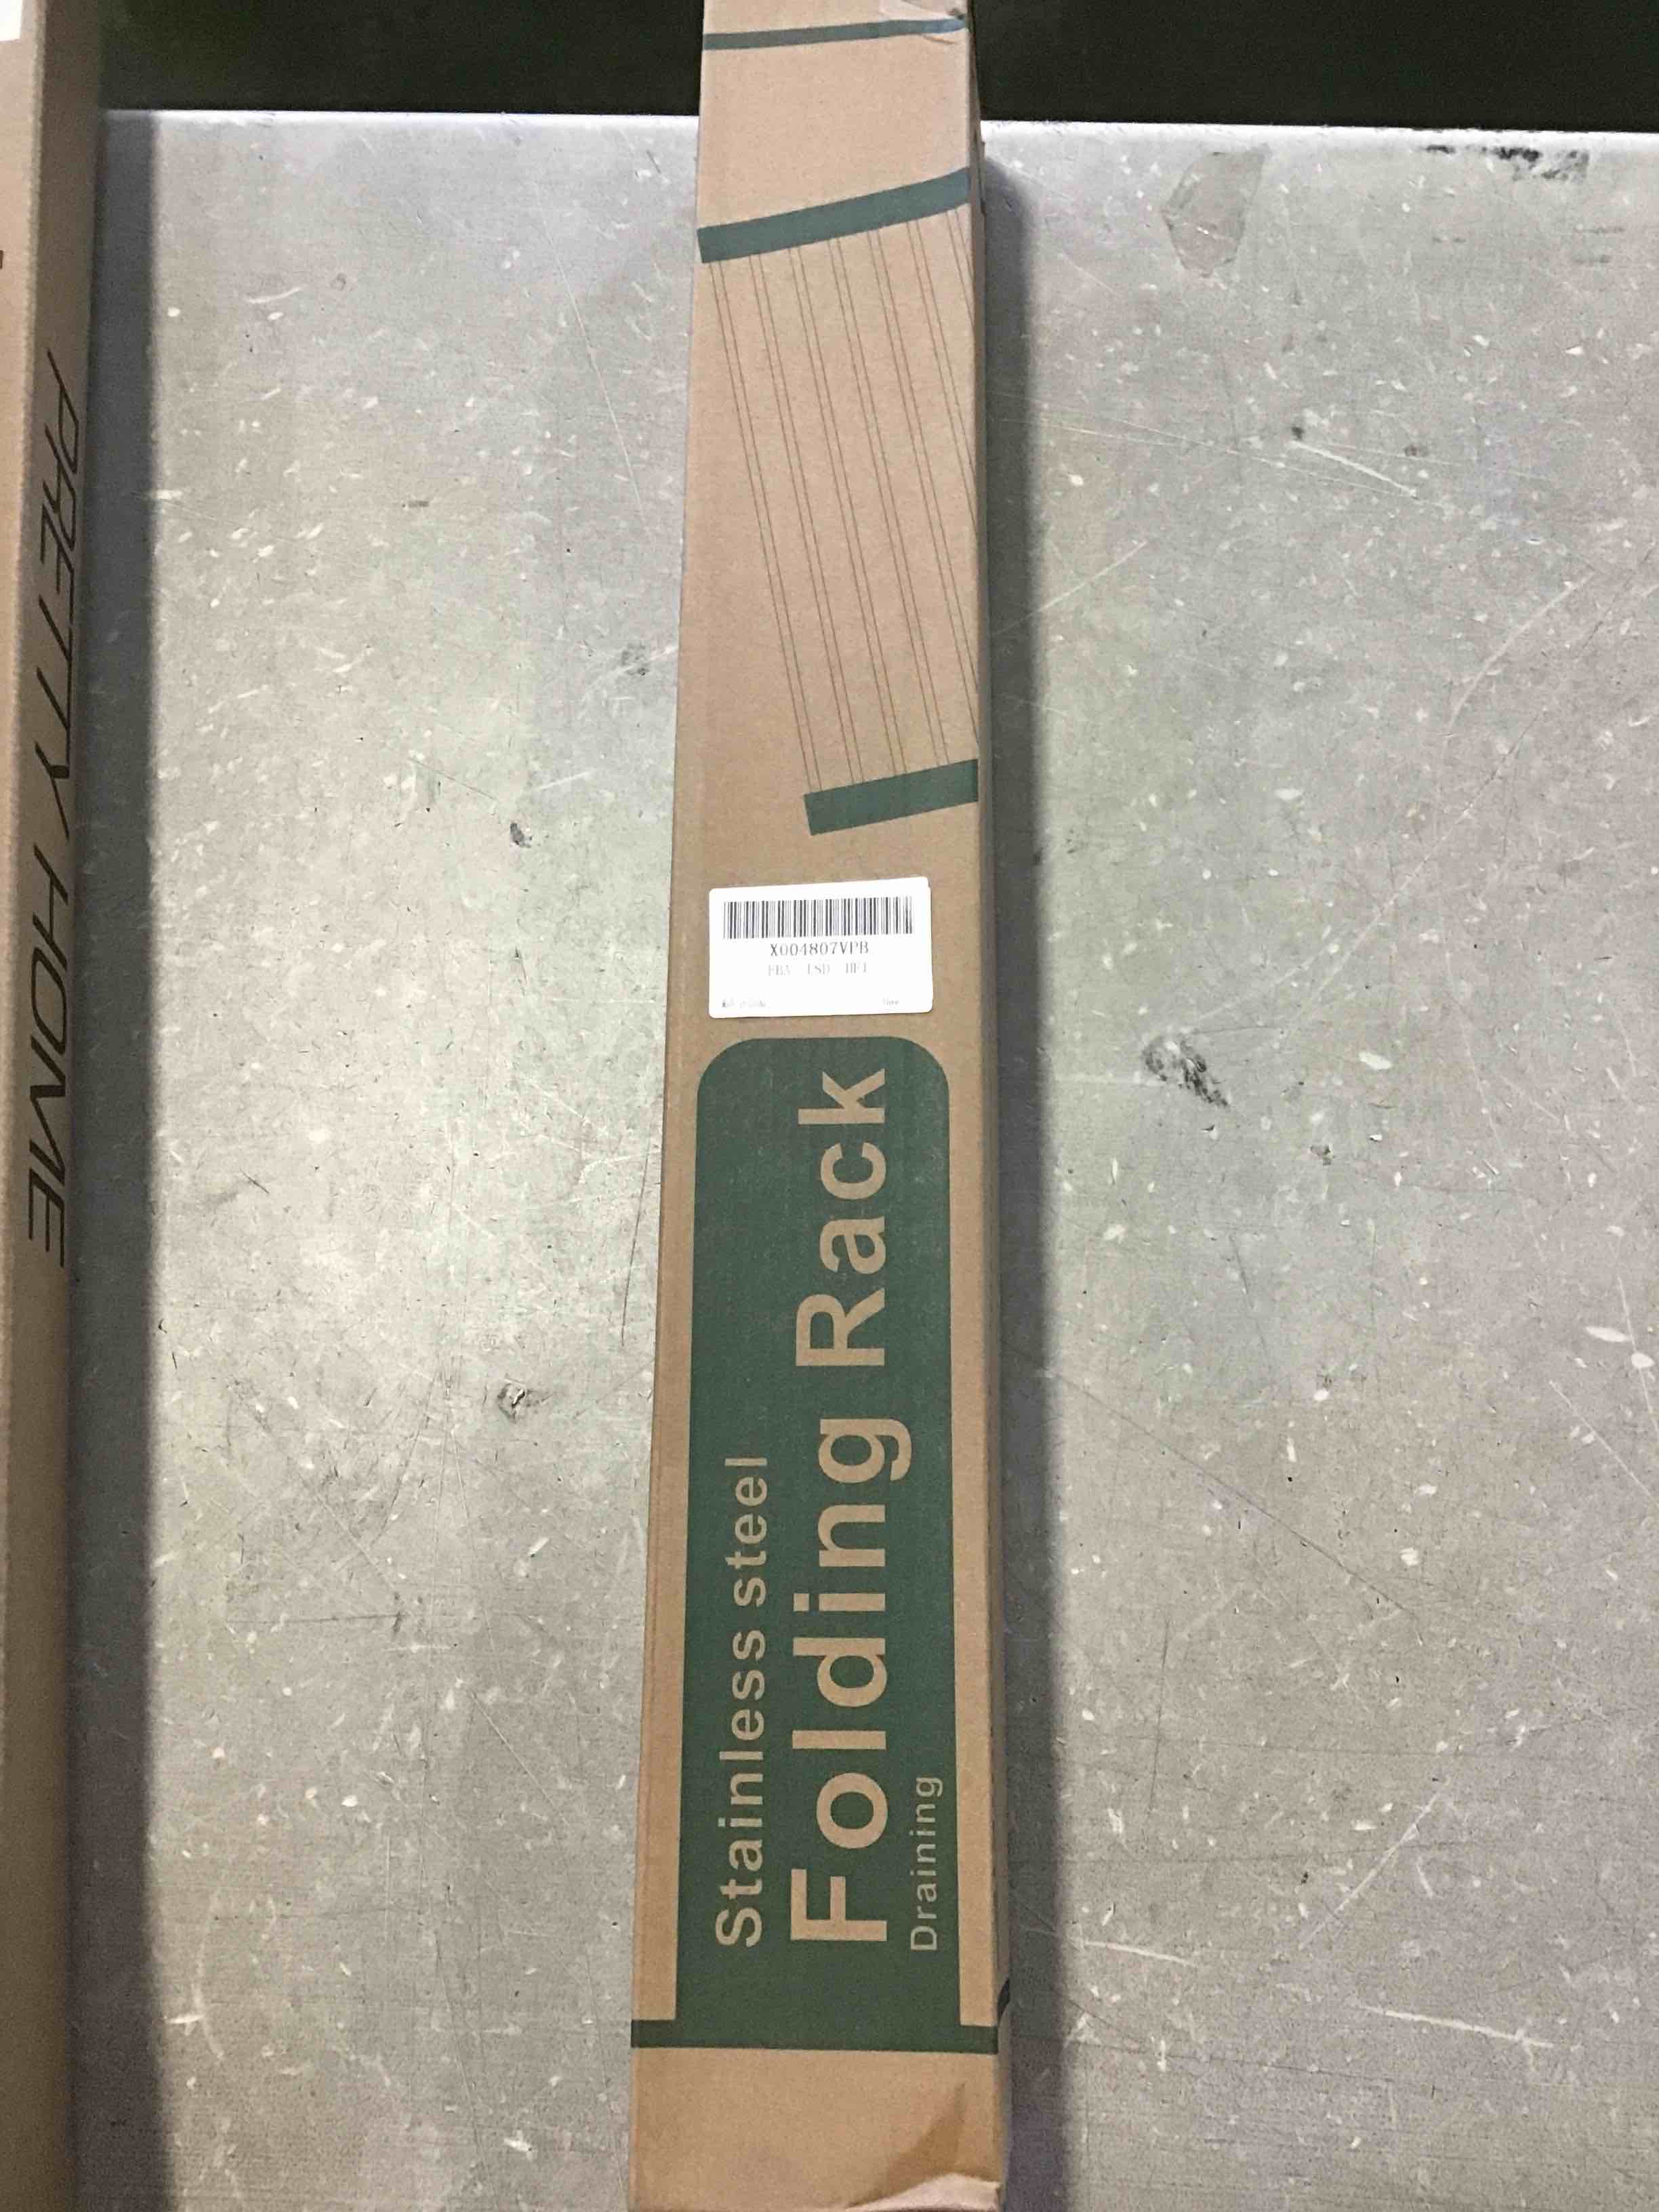 PRETTY HOME
X004807VPB
Stainless steel
Folding Rack
Draining